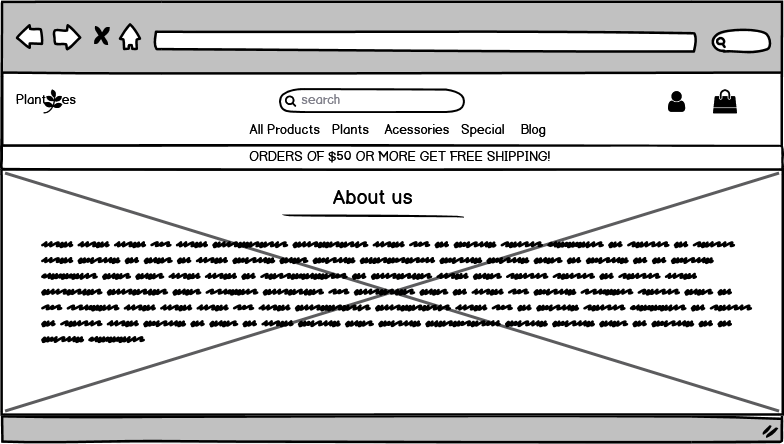 Plant es
search
All Products Plants Acessories Special Blog
ORDERS OF $50 OR MORE GET FREE SHIPPING!
About us